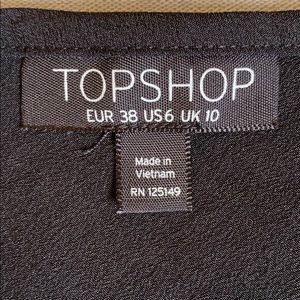 TOPSHOP
EUR 38 US6 UK 10
Made in
Vietnam
RN 125149